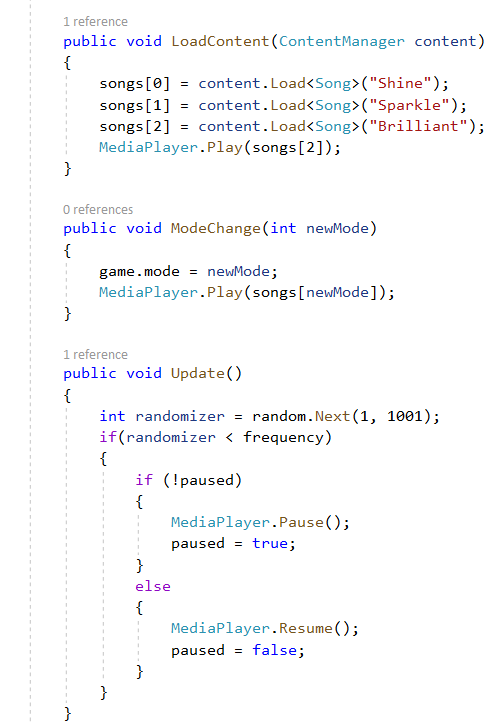 1 reference
public void LoadContent(ContentManager content)
{
songs[0] = content.Load<Song>("Shine");
songs[1] = content.Load<Song>("Sparkle");
songs[2] = content.Load<Song>("Brilliant");
MediaPlayer.Play(songs[2]);
}
0 references
public void ModeChange(int newMode)
{
game.mode = newMode;
MediaPlayer.Play(songs[newMode]);
}
1 reference
public void Update()
{
int randomizer = random.Next(1, 1001);
if(randomizer < frequency)
{
if (!paused)
{
MediaPlayer.Pause();
paused = true;
}
else
{
MediaPlayer.Resume();
paused = false;
}
}
}